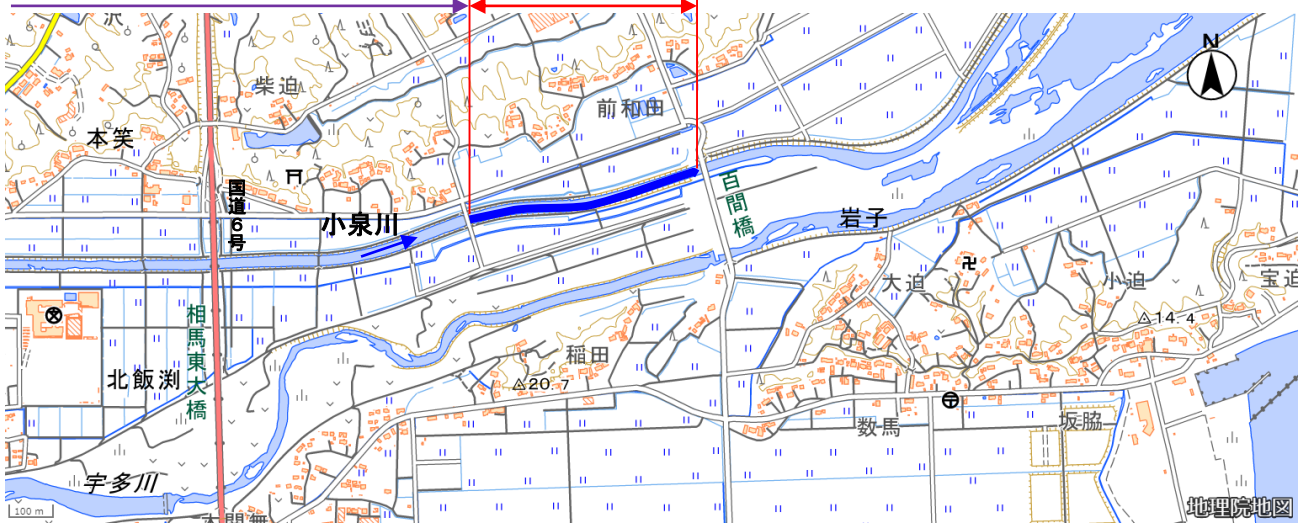 沢
柴迫
前和田
N
本笑
国道6号
小泉川
百間橋
岩子
大迫
小迫
宝迫
14.4
相馬東大橋
北飯渕
稲田
20.7
数馬
坂脇
宇多川
100 m
地理院地図